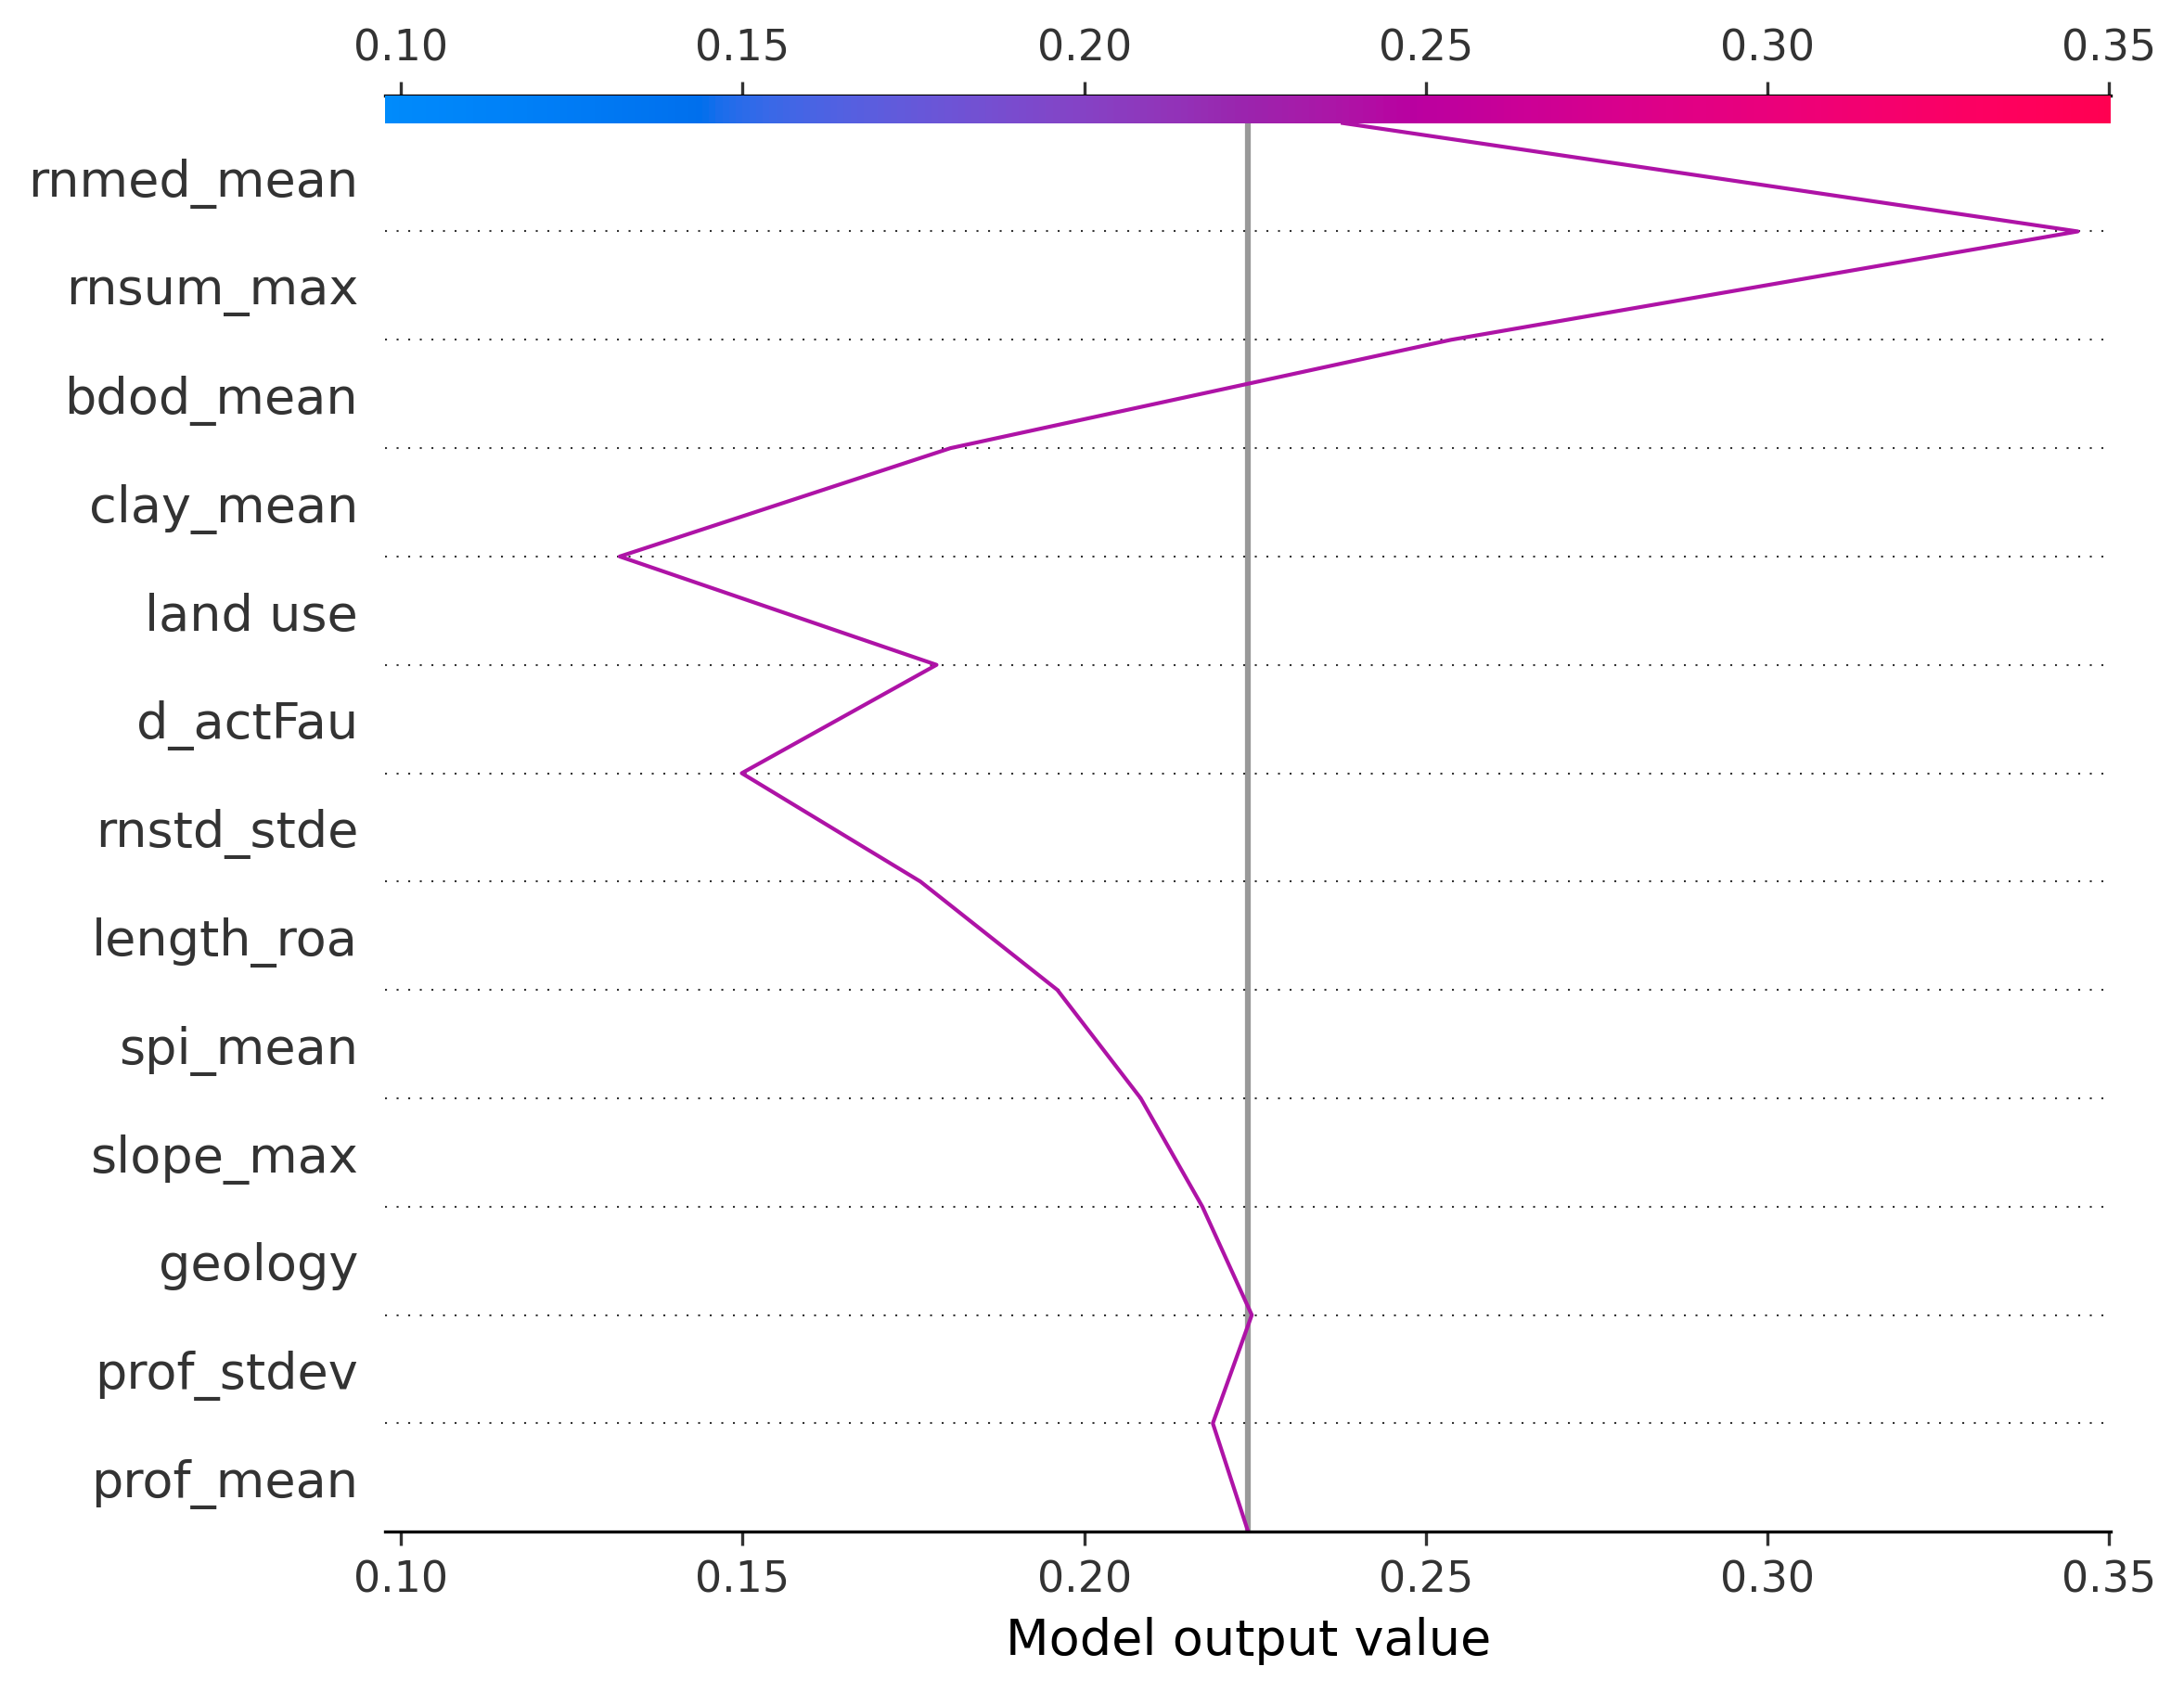 0.10 0.15 0.20 0.25 0.30 0.35
rnmed_mean
rnsum_max
bdod_mean
clay_mean
land use
d_actFau
rnstd_stde
length_roa
spi_mean
slope_max
geology
prof_stdev
prof_mean
0.10 0.15 0.20 0.25 0.30 0.35
Model output value